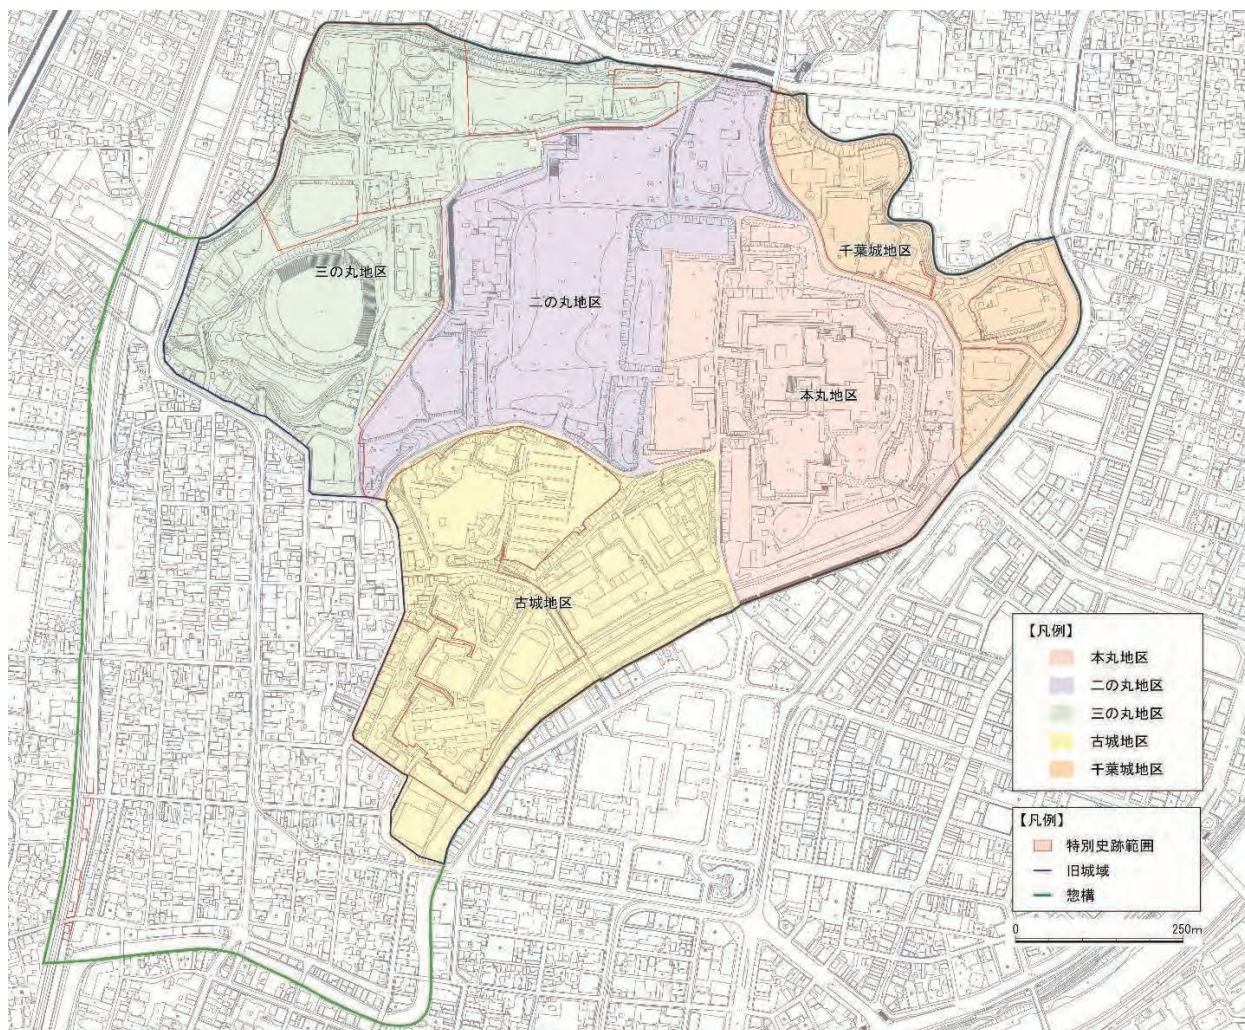 千葉城地区
三の丸地区
二の丸地区
本丸地区
古城地区
【凡例】
本丸地区
二の丸地区
三の丸地区
古城地区
千葉城地区
【凡例】
特別史跡範囲
旧城域
惣構
0 250m